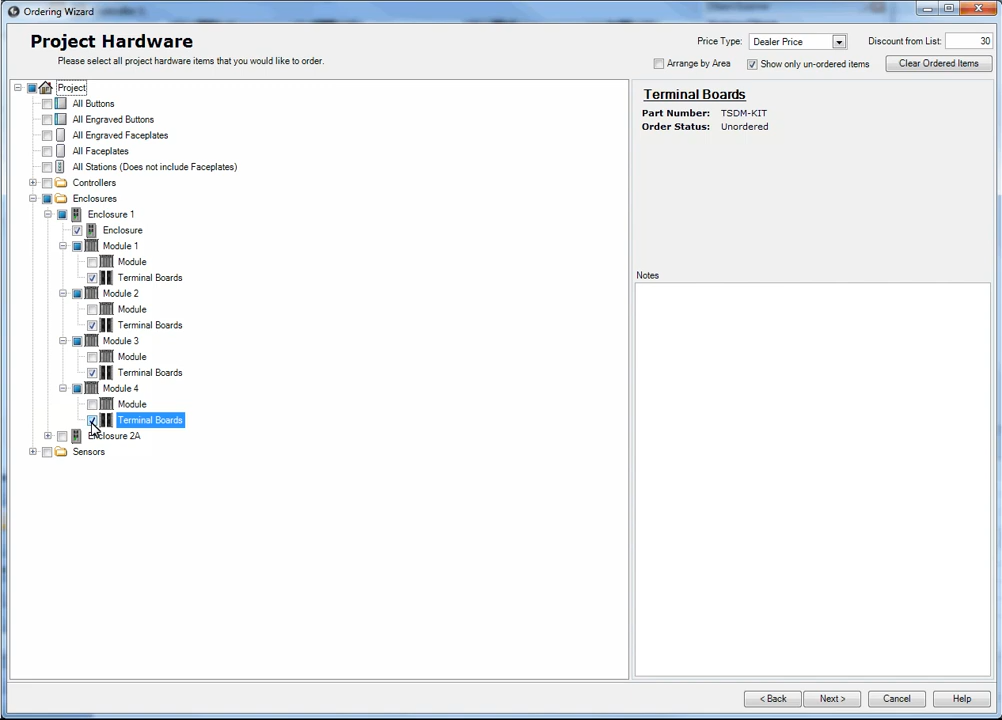 Ordering Wizard
Project Hardware
Please select all project hardware items that you would like to order.
Price Type: Dealer Price Discount from List: 30
Arrange by Area Show only un-ordered items Clear Ordered Items
Project
All Buttons
All Engraved Buttons
All Engraved Faceplates
All Faceplates
All Stations (Does not include Faceplates)
Controllers
Enclosures
Enclosure 1
Enclosure
Module 1
Module
Terminal Boards
Module 2
Module
Terminal Boards
Module 3
Module
Terminal Boards
Module 4
Module
Terminal Boards
Enclosure 2A
Sensors
Terminal Boards
Part Number: TSDM-KIT
Order Status: Unordered
Notes
< Back Next > Cancel Help